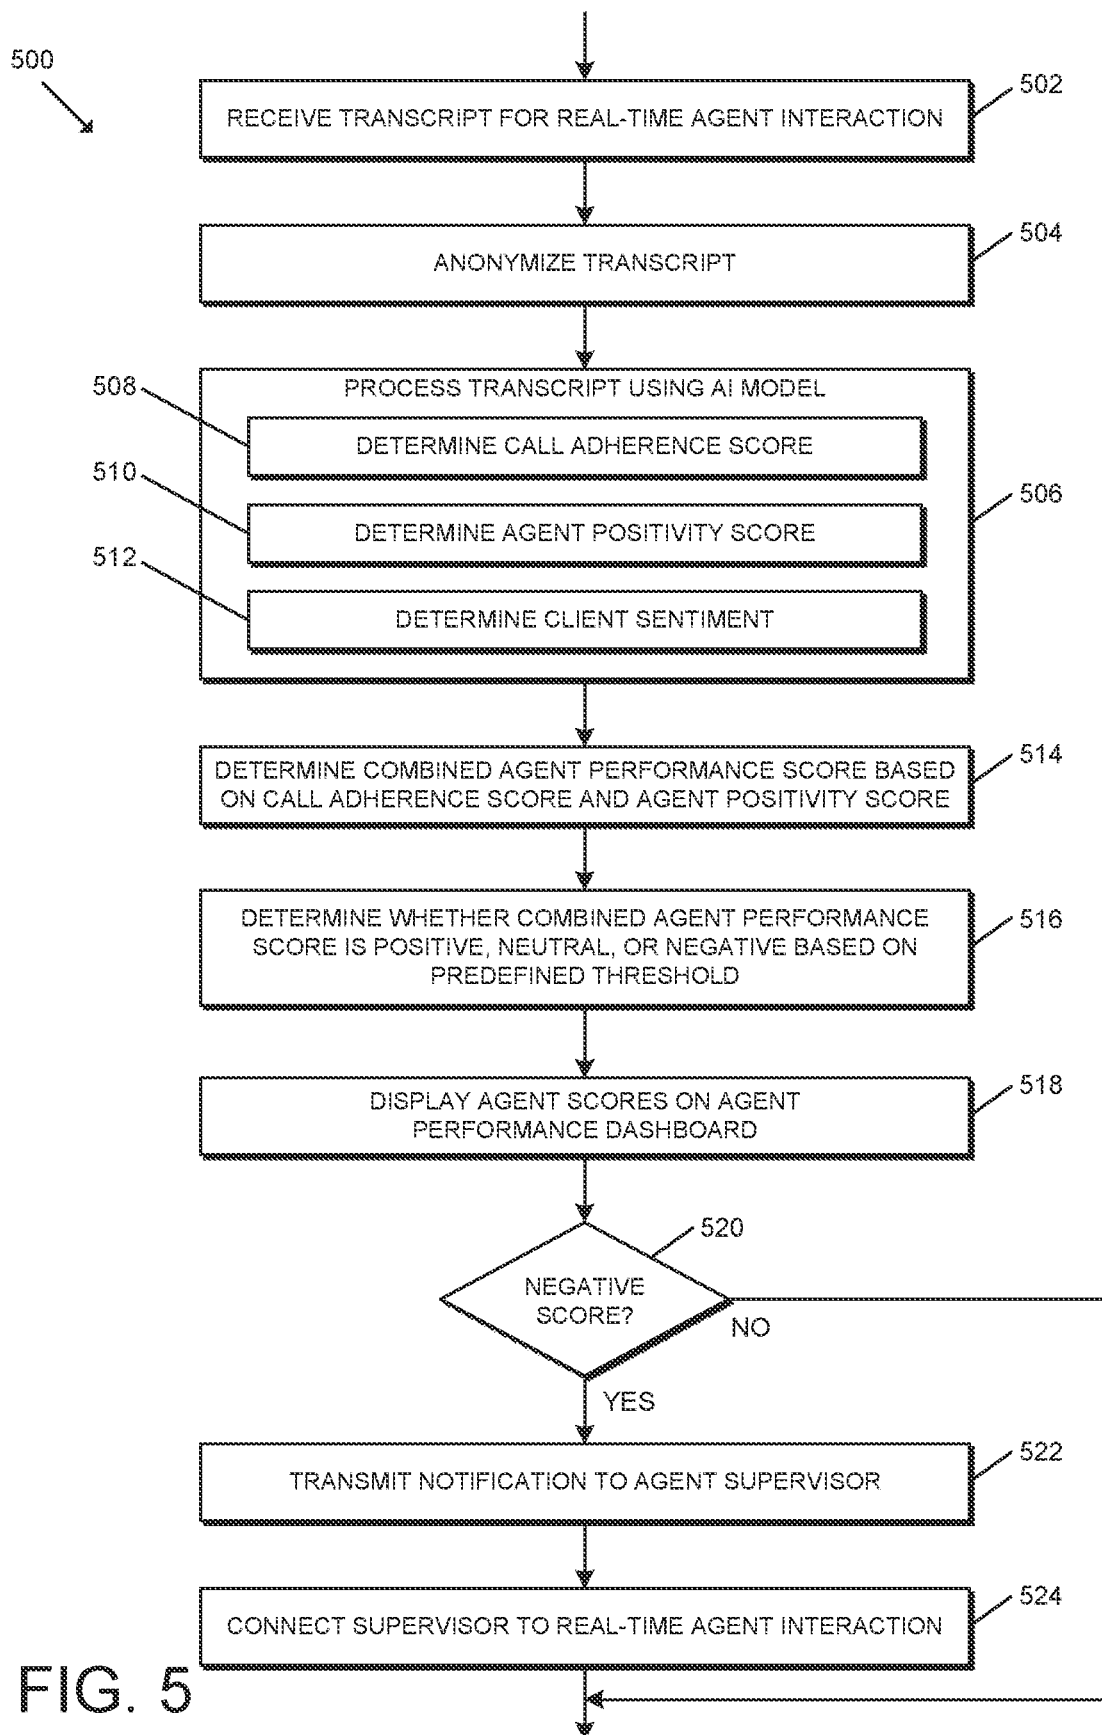 500
502
RECEIVE TRANSCRIPT FOR REAL-TIME AGENT INTERACTION
504
ANONYMIZE TRANSCRIPT
508
PROCESS TRANSCRIPT USING AI MODEL
DETERMINE CALL ADHERENCE SCORE
510
506
DETERMINE AGENT POSITIVITY SCORE
512
DETERMINE CLIENT SENTIMENT
514
DETERMINE COMBINED AGENT PERFORMANCE SCORE BASED
ON CALL ADHERENCE SCORE AND AGENT POSITIVITY SCORE
516
DETERMINE WHETHER COMBINED AGENT PERFORMANCE
SCORE IS POSITIVE, NEUTRAL, OR NEGATIVE BASED ON
PREDEFINED THRESHOLD
518
DISPLAY AGENT SCORES ON AGENT
PERFORMANCE DASHBOARD
520
NEGATIVE
SCORE?
NO
YES
522
TRANSMIT NOTIFICATION TO AGENT SUPERVISOR
524
CONNECT SUPERVISOR TO REAL-TIME AGENT INTERACTION
FIG. 5